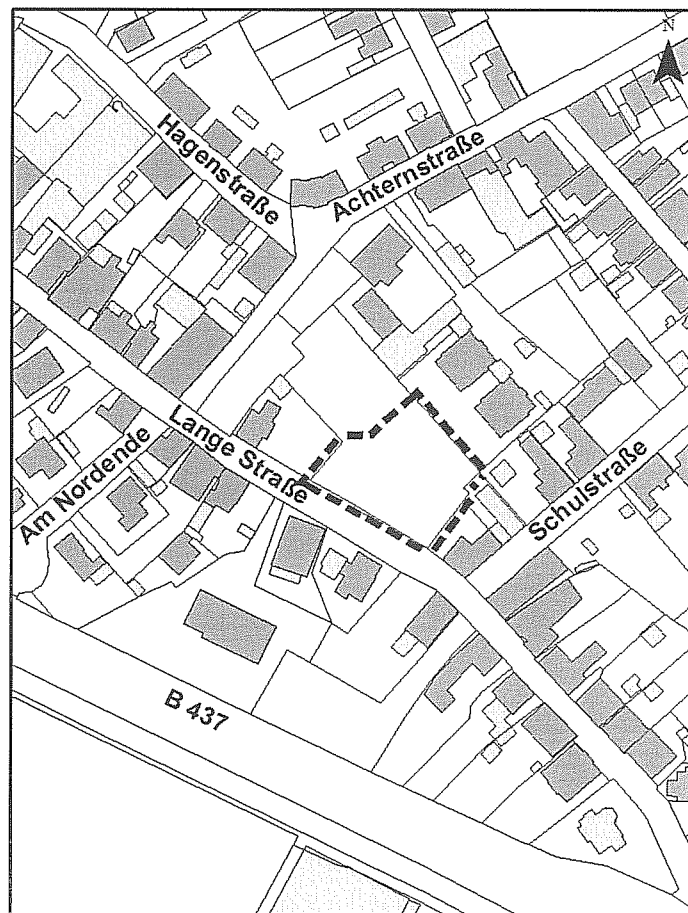 N
Hagenstraße
Achternstraße
Lange Straße
Am Nordende
Schulstraße
B 437